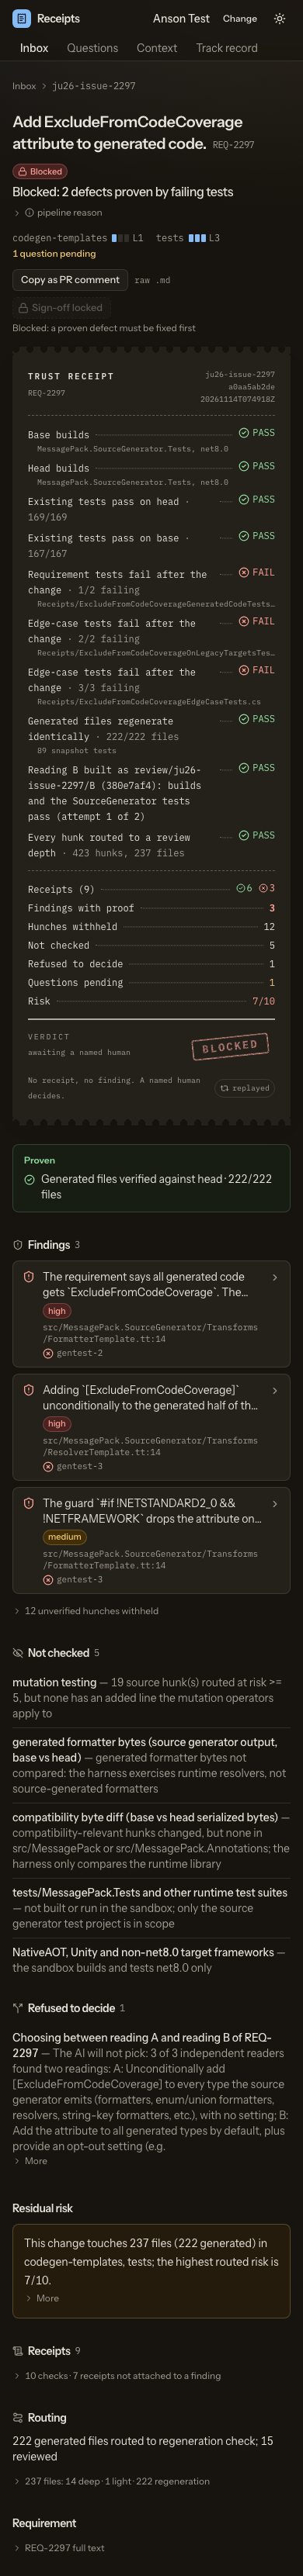 Receipts
Anson Test
Change
Inbox
Questions
Context
Track record
Inbox > ju26-issue-2297
Add ExcludeFromCodeCoverage
attribute to generated code. REQ-2297
Blocked
Blocked: 2 defects proven by failing tests
pipeline reason
codegen-templates L1 tests L3
1 question pending
Copy as PR comment
raw .md
Sign-off locked
Blocked: a proven defect must be fixed first
TRUST RECEIPT
ju26-issue-2297
REQ-2297
a0aa5ab2de
20261114T074918Z
Base builds PASS
MessagePack.SourceGenerator.Tests, net8.0
Head builds PASS
MessagePack.SourceGenerator.Tests, net8.0
Existing tests pass on head · PASS
169/169
Existing tests pass on base · PASS
167/167
Requirement tests fail after the FAIL
change · 1/2 failing
Receipts/ExcludeFromCodeCoverageGeneratedCodeTests…
Edge-case tests fail after the FAIL
change · 2/2 failing
Receipts/ExcludeFromCodeCoverageOnLegacyTargetsTes…
Edge-case tests fail after the FAIL
change · 3/3 failing
Receipts/ExcludeFromCodeCoverageEdgeCaseTests.cs
Generated files regenerate PASS
identically · 222/222 files
89 snapshot tests
Reading B built as review/ju26- PASS
issue-2297/B (380e7af4): builds
and the SourceGenerator tests
pass (attempt 1 of 2)
Every hunk routed to a review PASS
depth · 423 hunks, 237 files
Receipts (9) 6 3
Findings with proof 3
Hunches withheld 12
Not checked 5
Refused to decide 1
Questions pending 1
Risk 7/10
VERDICT
awaiting a named human
BLOCKED
No receipt, no finding. A named human
decides.
replayed
Proven
Generated files verified against head · 222/222
files
Findings 3
The requirement says all generated code
gets `ExcludeFromCodeCoverage`. The…
high
src/MessagePack.SourceGenerator/Transforms
/FormatterTemplate.tt:14
gentest-2
Adding `[ExcludeFromCodeCoverage]`
unconditionally to the generated half of th…
high
src/MessagePack.SourceGenerator/Transforms
/ResolverTemplate.tt:14
gentest-3
The guard `#if !NETSTANDARD2_0 &&
!NETFRAMEWORK` drops the attribute on…
medium
src/MessagePack.SourceGenerator/Transforms
/FormatterTemplate.tt:14
gentest-3
12 unverified hunches withheld
Not checked 5
mutation testing — 19 source hunk(s) routed at risk >=
5, but none has an added line the mutation operators
apply to
generated formatter bytes (source generator output,
base vs head) — generated formatter bytes not
compared: the harness exercises runtime resolvers, not
source-generated formatters
compatibility byte diff (base vs head serialized bytes) —
compatibility-relevant hunks changed, but none in
src/MessagePack or src/MessagePack.Annotations; the
harness only compares the runtime library
tests/MessagePack.Tests and other runtime test suites
— not built or run in the sandbox; only the source
generator test project is in scope
NativeAOT, Unity and non-net8.0 target frameworks —
the sandbox builds and tests net8.0 only
Refused to decide 1
Choosing between reading A and reading B of REQ-
2297 — The AI will not pick: 3 of 3 independent readers
found two readings: A: Unconditionally add
[ExcludeFromCodeCoverage] to every type the source
generator emits (formatters, enum/union formatters,
resolvers, string-key formatters, etc.), with no setting; B:
Add the attribute to all generated types by default, plus
provide an opt-out setting (e.g.
More
Residual risk
This change touches 237 files (222 generated) in
codegen-templates, tests; the highest routed risk is
7/10.
More
Receipts 9
10 checks · 7 receipts not attached to a finding
Routing
222 generated files routed to regeneration check; 15
reviewed
237 files: 14 deep · 1 light · 222 regeneration
Requirement
REQ-2297 full text